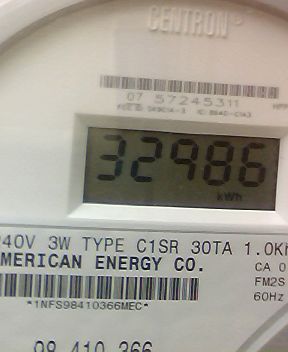 CENTRON®
07 57245311
32986
kWh
240V 3W TYPE C1SR 30TA 1.0Kh
AMERICAN ENERGY CO.
CA 0
FM2S
60Hz
*1NFS98410366MEC*
98 410 366